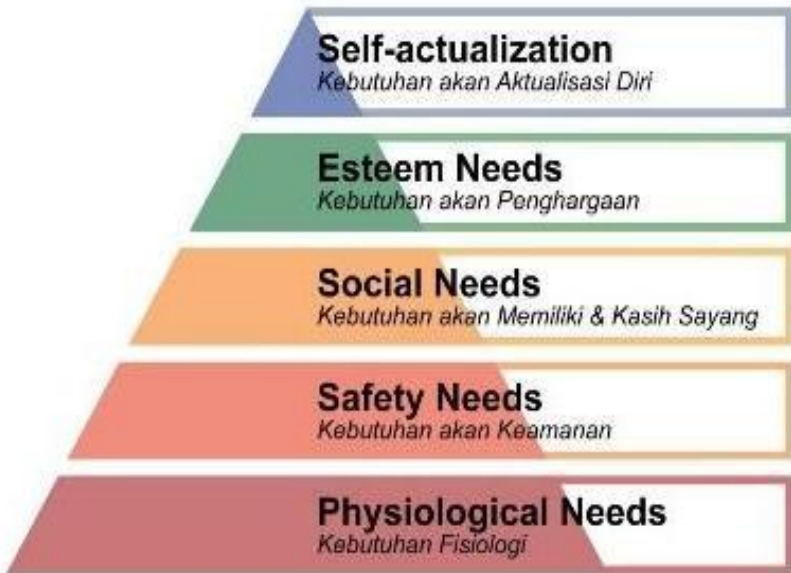 Self-actualization
Kebutuhan akan Aktualisasi Diri
Esteem Needs
Kebutuhan akan Penghargaan
Social Needs
Kebutuhan akan Memiliki & Kasih Sayang
Safety Needs
Kebutuhan akan Keamanan
Physiological Needs
Kebutuhan Fisiologi